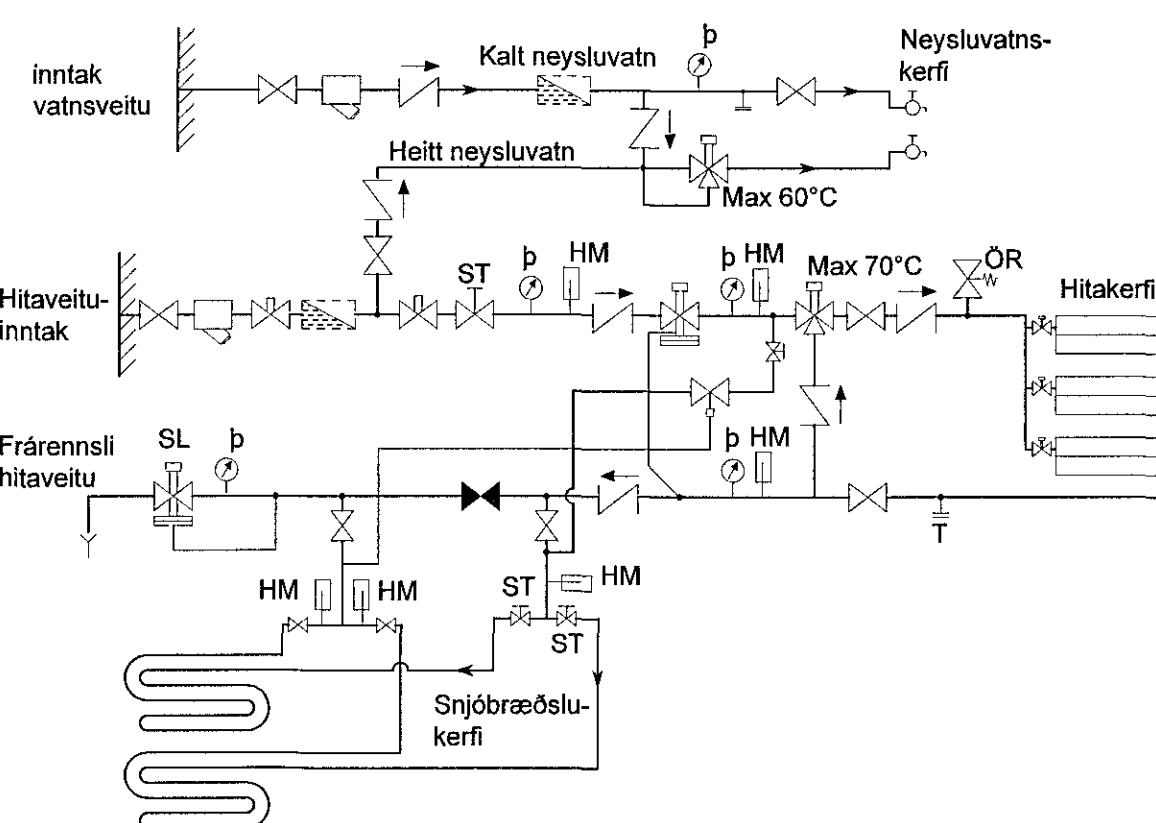 inntak
vatnsveitu
Kalt neysluvatn
þ
Neysluvatns-
kerfi
Heitt neysluvatn
Max 60°C
Hitaveitu-
inntak
ST
þ
HM
þ HM
Max 70°C
ÖR
Hitakerfi
Frárennsli
hitaveitu
SL
þ
þ HM
T
HM
HM
ST
HM
ST
Snjóbræðslu-
kerfi